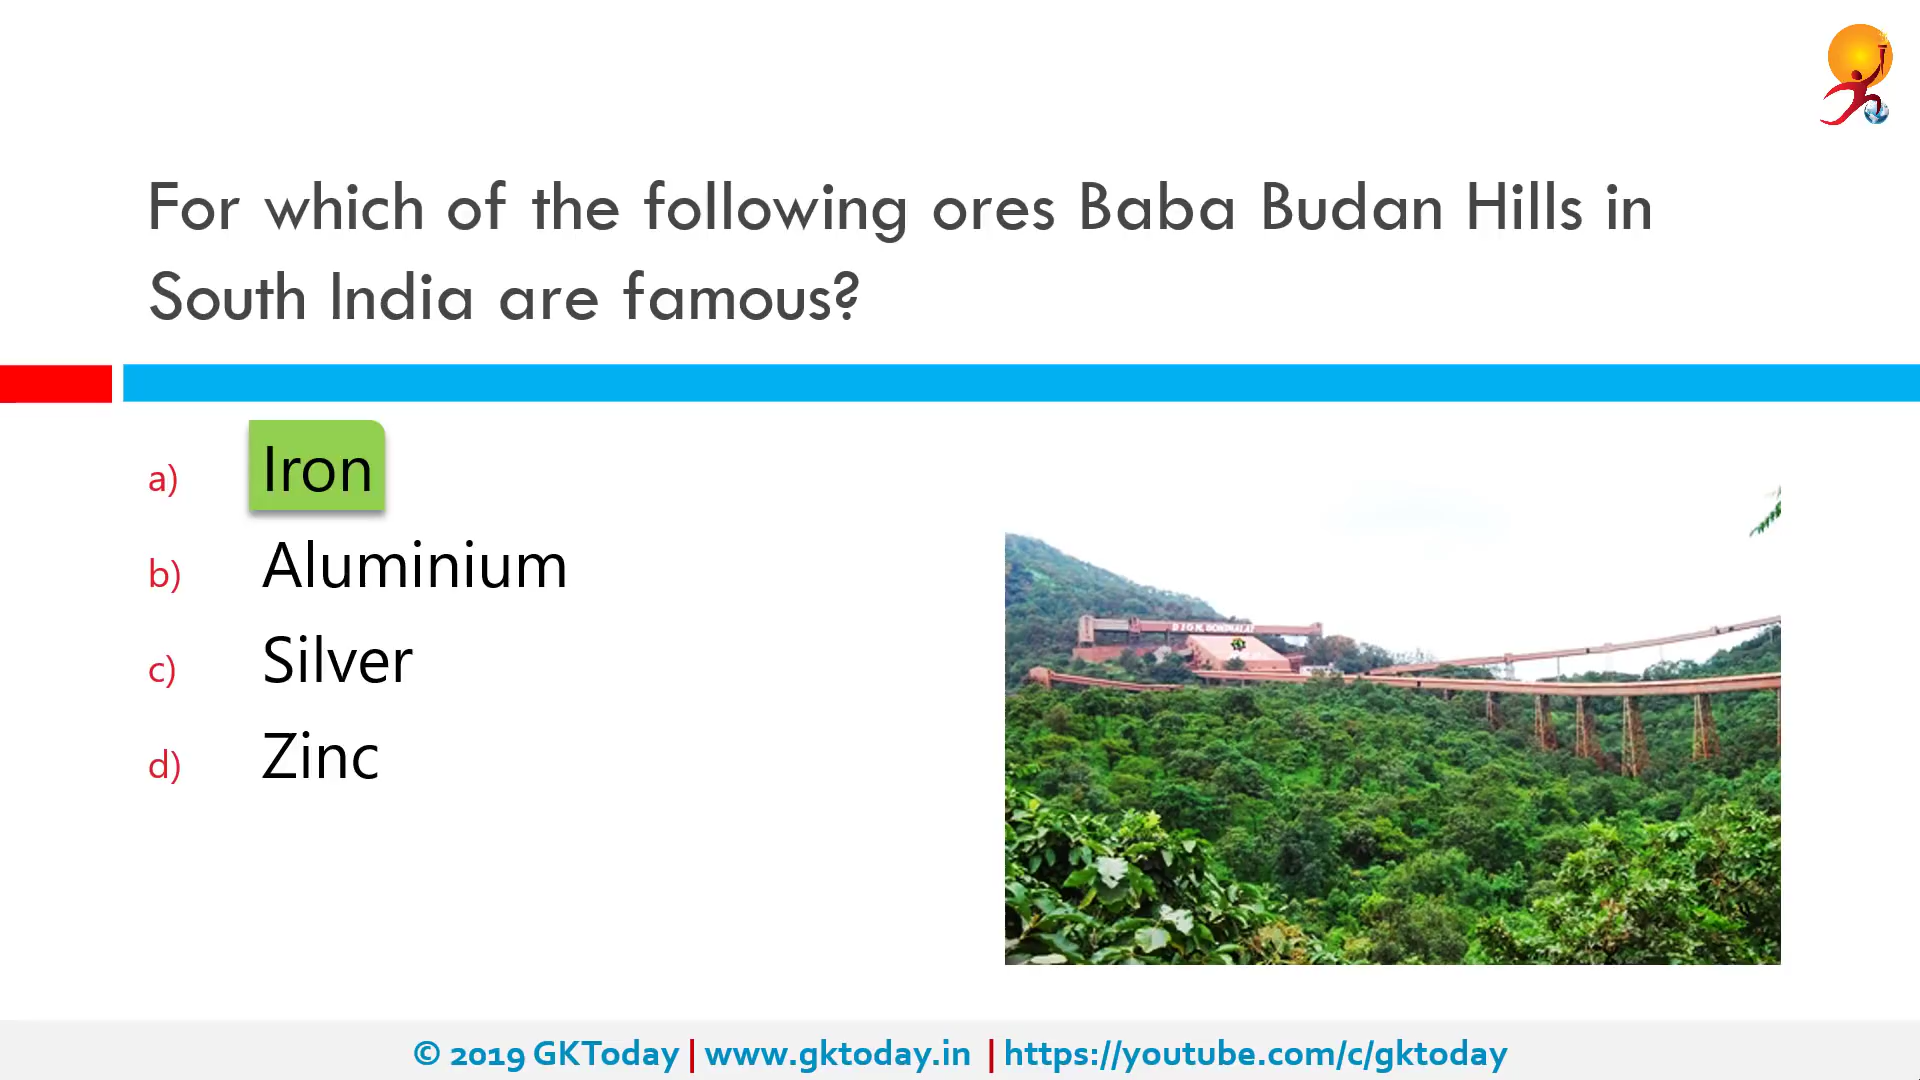 For which of the following ores Baba Budan Hills in
South India are famous?
a) Iron
b) Aluminium
c) Silver
d) Zinc
© 2019 GKToday | www.gktoday.in | https://youtube.com/c/gktoday